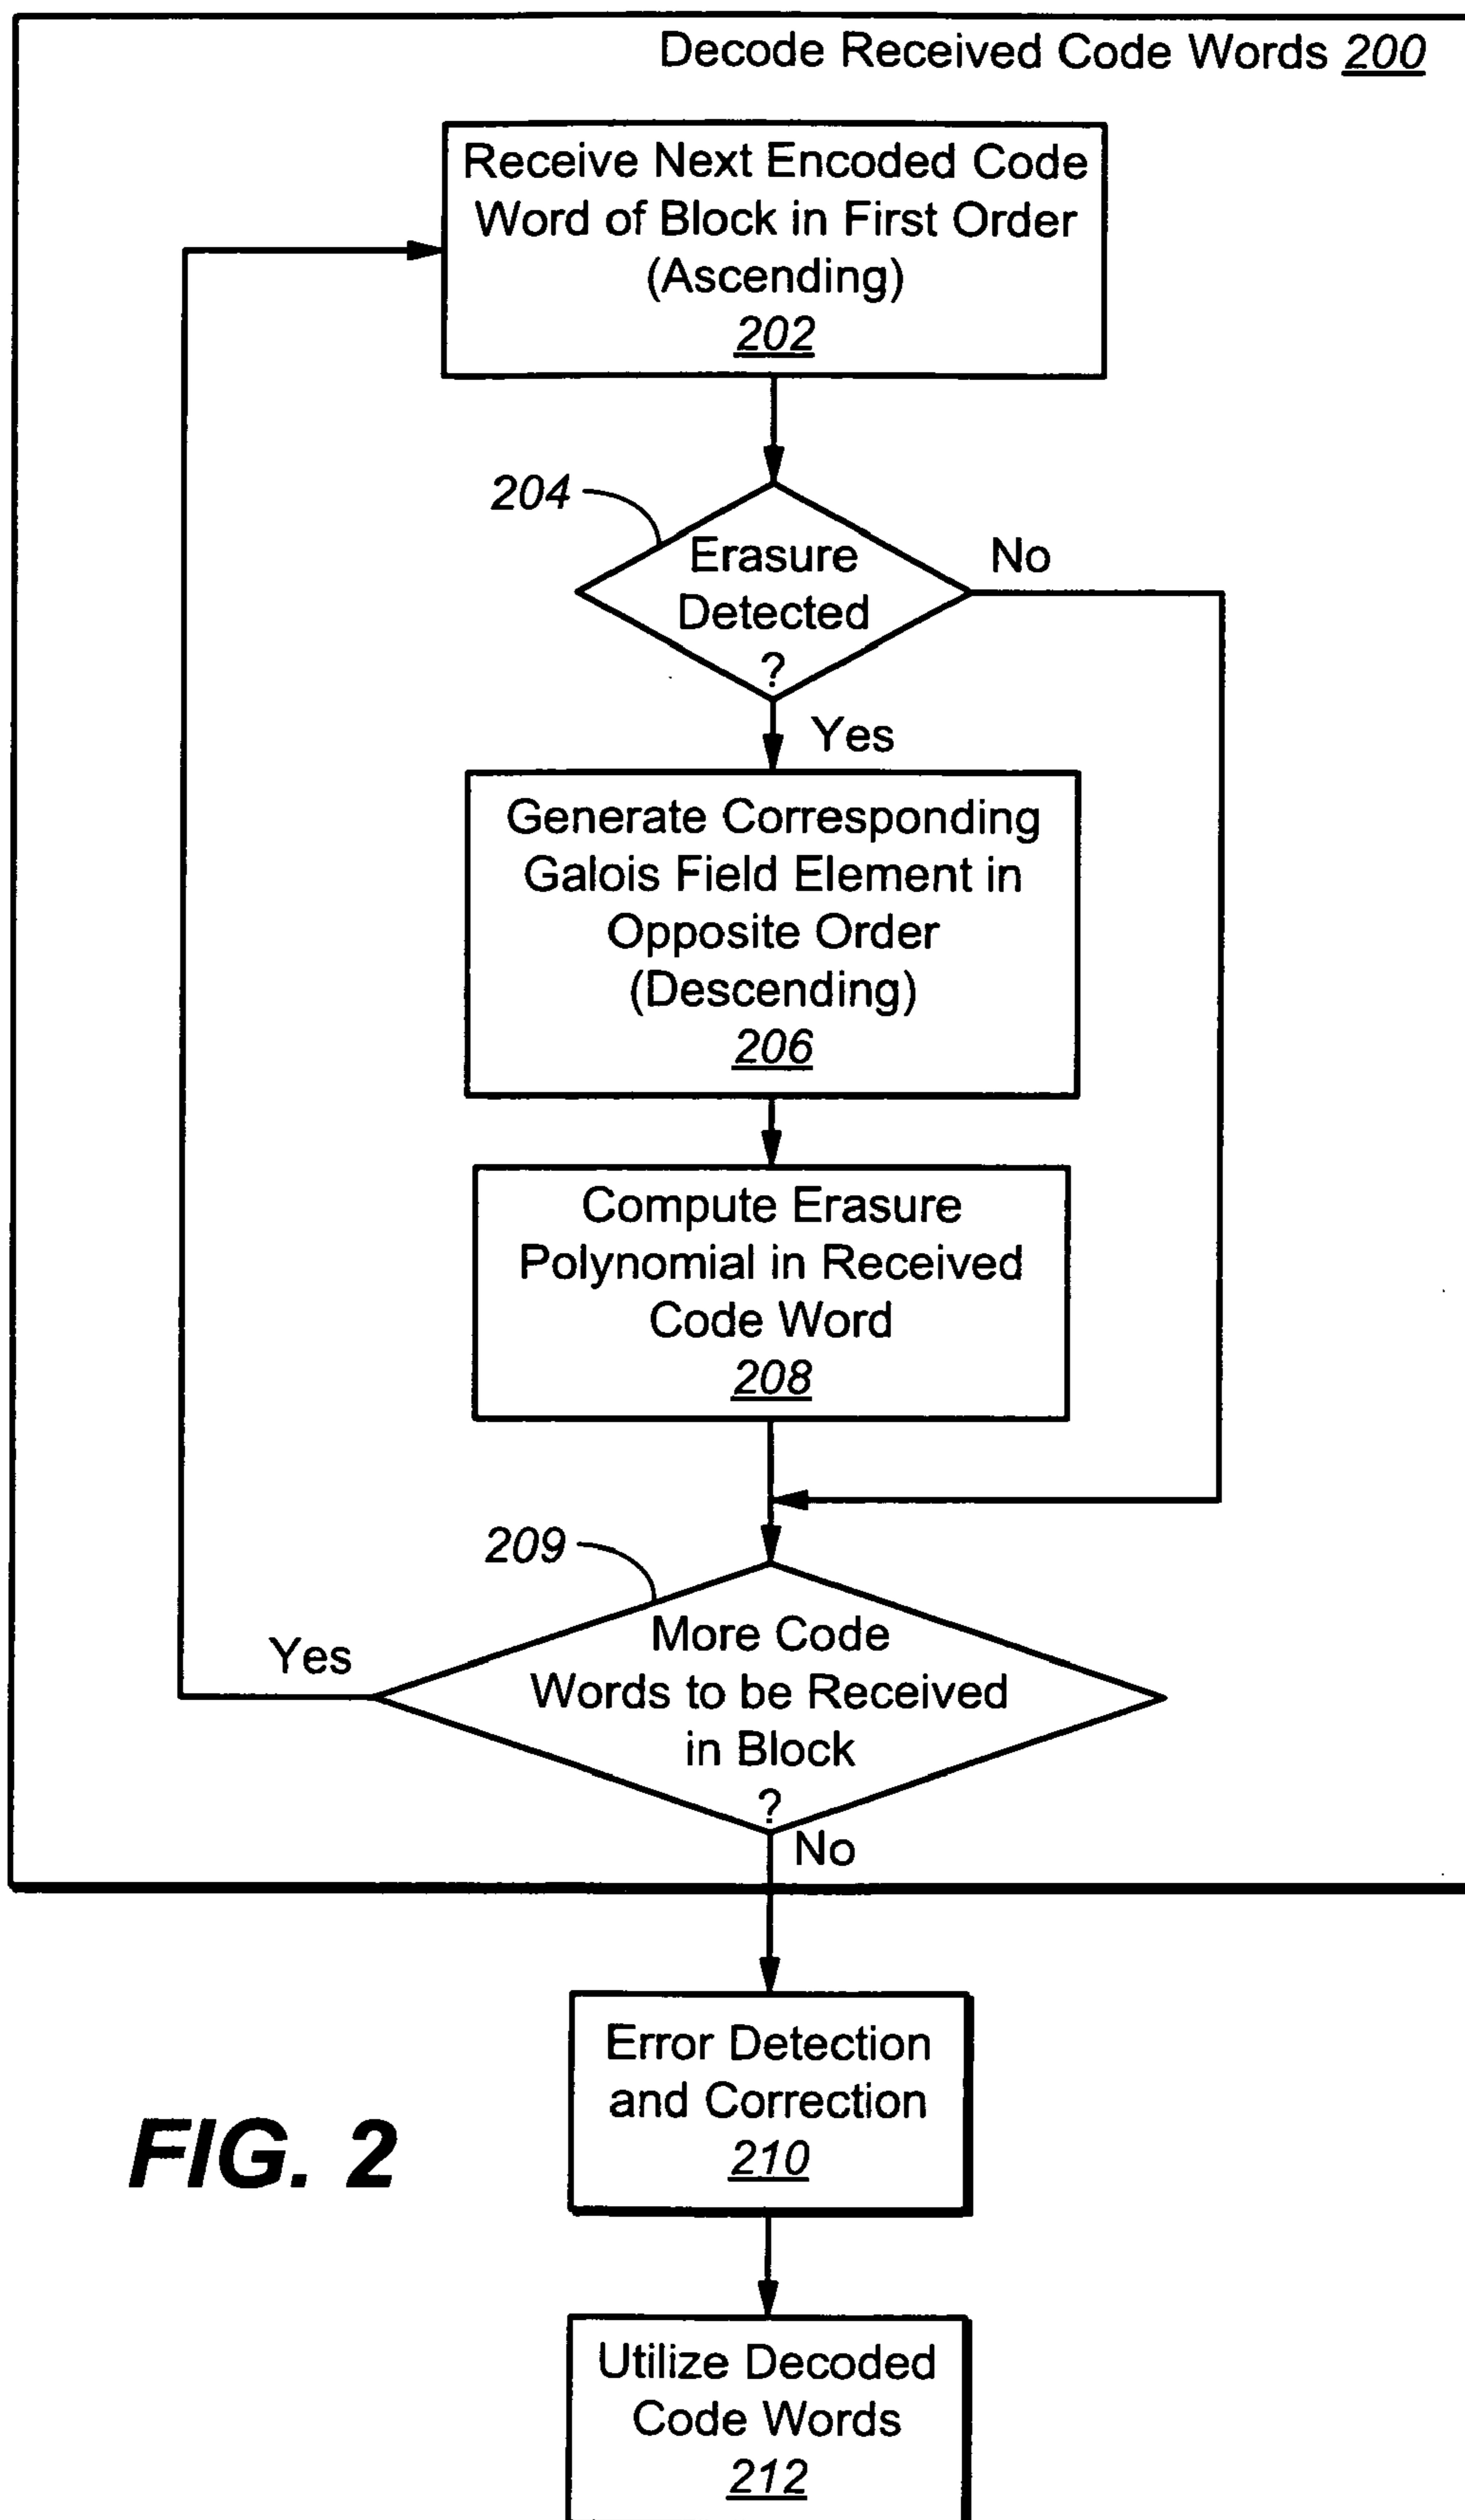 Decode Received Code Words 200
Receive Next Encoded Code
Word of Block in First Order
(Ascending)
202
204
Erasure
Detected
?
No
Yes
Generate Corresponding
Galois Field Element in
Opposite Order
(Descending)
206
Compute Erasure
Polynomial in Received
Code Word
208
209
More Code
Words to be Received
in Block
?
Yes
No
Error Detection
and Correction
210
FIG. 2
Utilize Decoded
Code Words
212